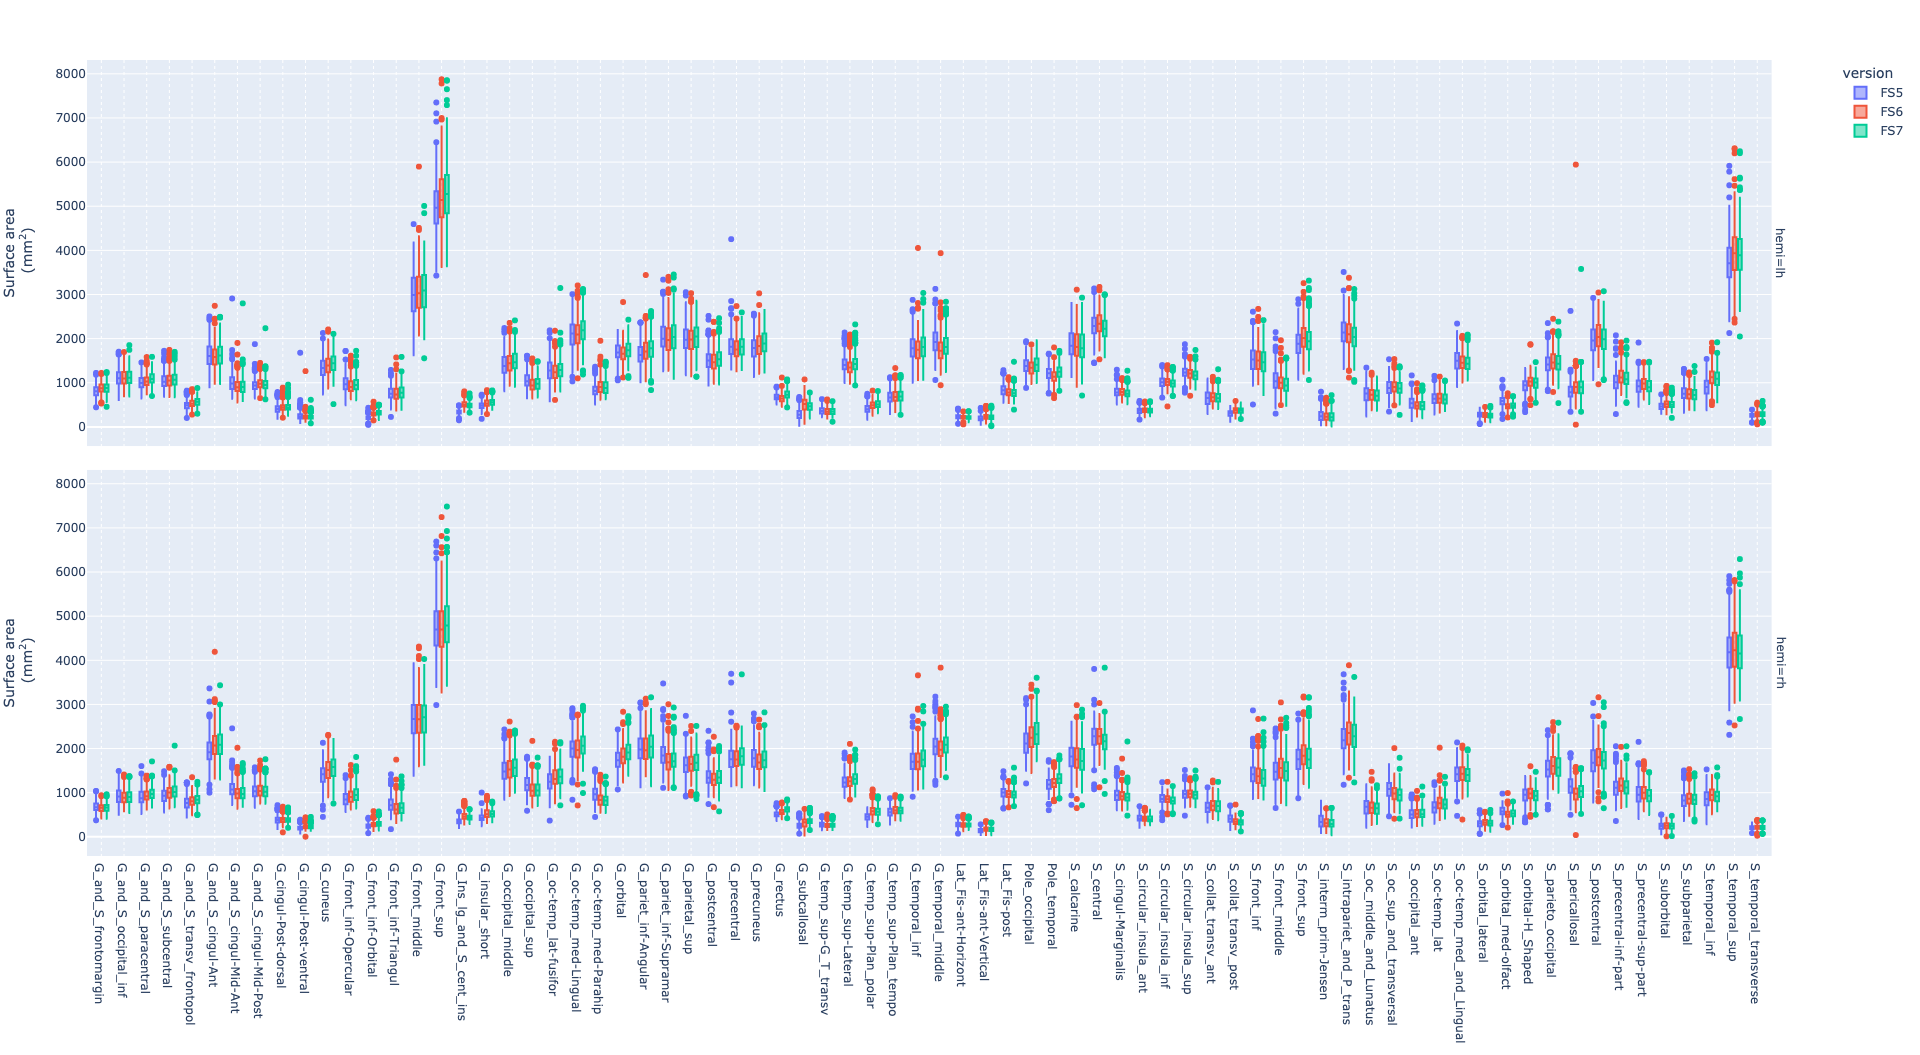 version
FS5
FS6
FS7
Surface area
(mm²)
8000
7000
6000
5000
4000
3000
2000
1000
0
hemi=lh
Surface area
(mm²)
8000
7000
6000
5000
4000
3000
2000
1000
0
hemi=rh
G_and_S_frontomargin
G_and_S_occipital_inf
G_and_S_paracentral
G_and_S_subcentral
G_and_S_transv_frontopol
G_and_S_cingul-Ant
G_and_S_cingul-Mid-Ant
G_and_S_cingul-Mid-Post
G_cingul-Post-dorsal
G_cingul-Post-ventral
G_cuneus
G_front_inf-Opercular
G_front_inf-Orbital
G_front_inf-Triangul
G_front_middle
G_front_sup
G_Ins_lg_and_S_cent_ins
G_insular_short
G_occipital_middle
G_occipital_sup
G_oc-temp_lat-fusifor
G_oc-temp_med-Lingual
G_oc-temp_med-Parahip
G_orbital
G_pariet_inf-Angular
G_pariet_inf-Supramar
G_parietal_sup
G_postcentral
G_precentral
G_precuneus
G_rectus
G_subcallosal
G_temp_sup-G_T_transv
G_temp_sup-Lateral
G_temp_sup-Plan_polar
G_temp_sup-Plan_tempo
G_temporal_inf
G_temporal_middle
Lat_Fis-ant-Horizont
Lat_Fis-ant-Vertical
Lat_Fis-post
Pole_occipital
Pole_temporal
S_calcarine
S_central
S_cingul-Marginalis
S_circular_insula_ant
S_circular_insula_inf
S_circular_insula_sup
S_collat_transv_ant
S_collat_transv_post
S_front_inf
S_front_middle
S_front_sup
S_interm_prim-Jensen
S_intrapariet_and_P_trans
S_oc_middle_and_Lunatus
S_oc_sup_and_transversal
S_occipital_ant
S_oc-temp_lat
S_oc-temp_med_and_Lingual
S_orbital_lateral
S_orbital_med-olfact
S_orbital-H_Shaped
S_parieto_occipital
S_pericallosal
S_postcentral
S_precentral-inf-part
S_precentral-sup-part
S_suborbital
S_subparietal
S_temporal_inf
S_temporal_sup
S_temporal_transverse